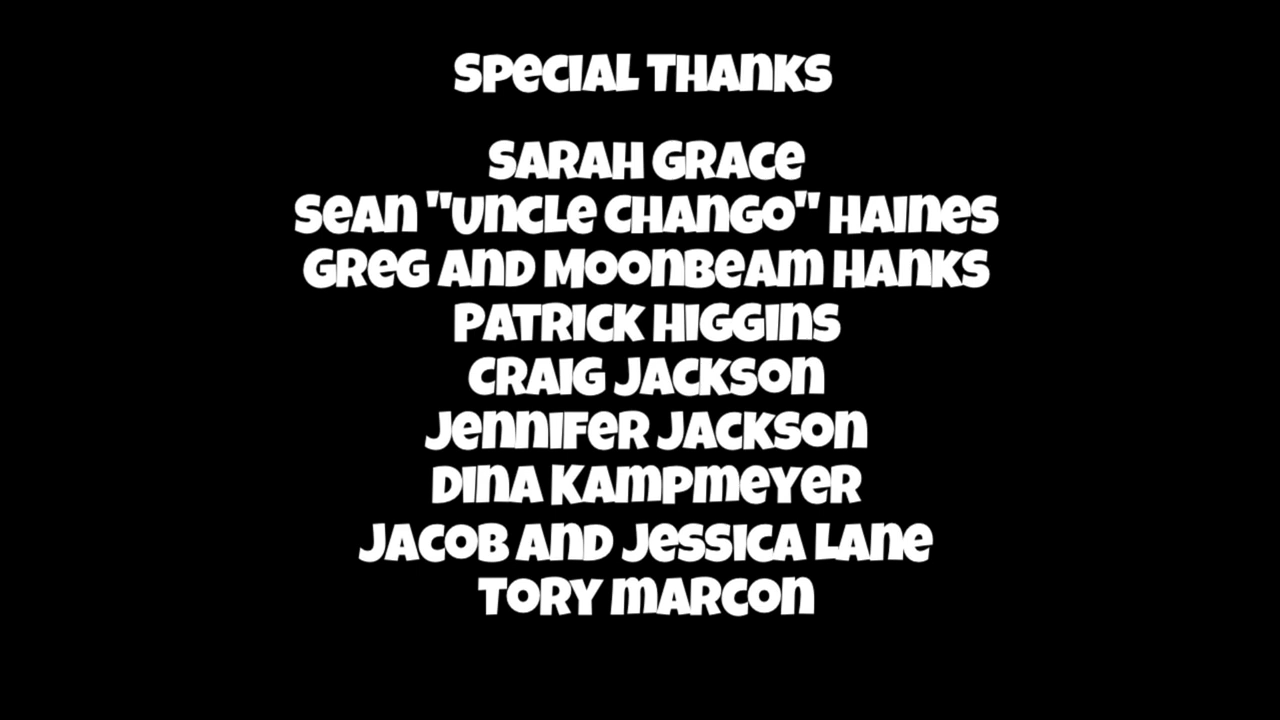 SPECIAL THANKS
SARAH GRACE
SEAN "UNCLE CHANGO" HAINES
GREG AND MOONBEAM HANKS
PATRICK HIGGINS
CRAIG JACKSON
JENNIFER JACKSON
DINA KAMPMEYER
JACOB AND JESSICA LANE
TORY MARCON